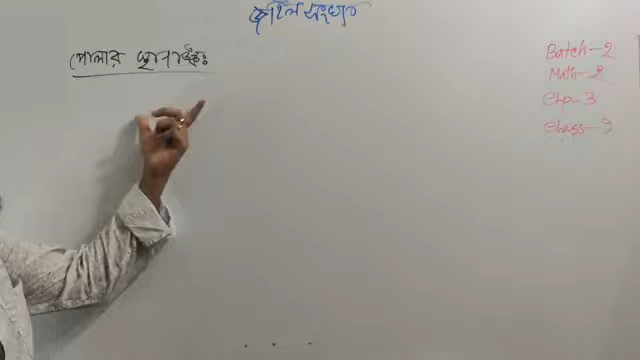 জটিল সংখ্যা
পোলার স্থানাঙ্কঃ
Batch-2
Math-2
Chp-3
Class-9